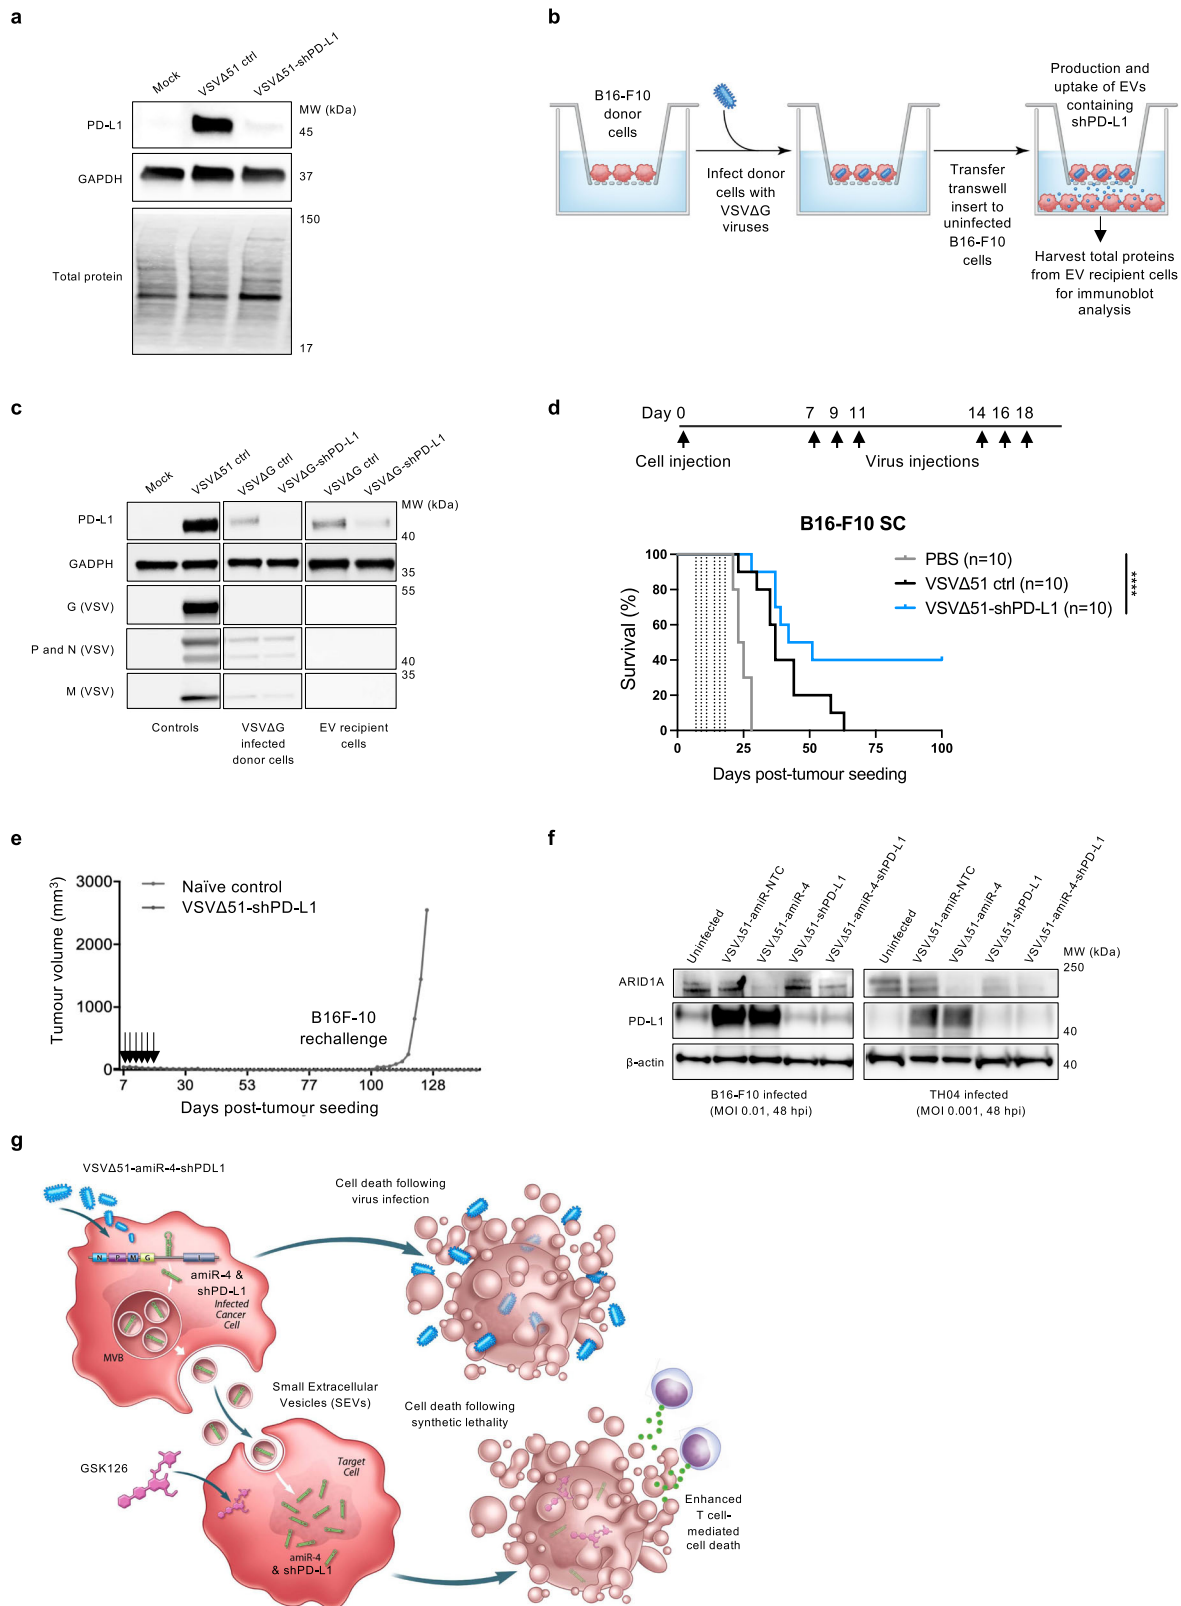 a
Mock
VSVΔ51 ctrl
VSVΔ51-shPD-L1
MW (kDa)
PD-L1
45
GAPDH
37
150
Total protein
17
b
B16-F10
donor
cells
Infect donor
cells with
VSVΔG
viruses
Transfer
transwell
insert to
uninfected
B16-F10
cells
Production and
uptake of EVs
containing
shPD-L1
Harvest total proteins
from EV recipient cells
for immunoblot
analysis
c
Mock
VSVΔ51 ctrl
VSVΔG ctrl
VSVΔG-shPD-L1
VSVΔG ctrl
VSVΔG-shPD-L1
MW (kDa)
PD-L1
40
GADPH
35
55
G (VSV)
P and N (VSV)
40
35
M (VSV)
Controls
VSVΔG
infected
donor cells
EV recipient
cells
d
Day 0 7 9 11 14 16 18
Cell injection
Virus injections
B16-F10 SC
PBS (n=10)
VSVΔ51 ctrl (n=10)
VSVΔ51-shPD-L1 (n=10)
****
Survival (%)
100
80
60
40
20
0
0 25 50 75 100
Days post-tumour seeding
e
Tumour volume (mm³)
3000
2000
1000
0
Naïve control
VSVΔ51-shPD-L1
B16F-10
rechallenge
7 30 53 77 100 128
Days post-tumour seeding
f
Uninfected
VSVΔ51-amiR-NTC
VSVΔ51-amiR-4
VSVΔ51-shPD-L1
VSVΔ51-amiR-4-shPD-L1
Uninfected
VSVΔ51-amiR-NTC
VSVΔ51-amiR-4
VSVΔ51-shPD-L1
VSVΔ51-amiR-4-shPD-L1
MW (kDa)
250
ARID1A
PD-L1
40
β-actin
40
B16-F10 infected
(MOI 0.01, 48 hpi)
TH04 infected
(MOI 0.001, 48 hpi)
g
VSVΔ51-amiR-4-shPDL1
N P M G
amiR-4 &
shPD-L1
Infected
Cancer
Cell
MVB
Cell death following
virus infection
Small Extracellular
Vesicles (SEVs)
Cell death following
synthetic lethality
GSK126
Target
Cell
amiR-4
& shPD-L1
Enhanced
T cell-
mediated
cell death